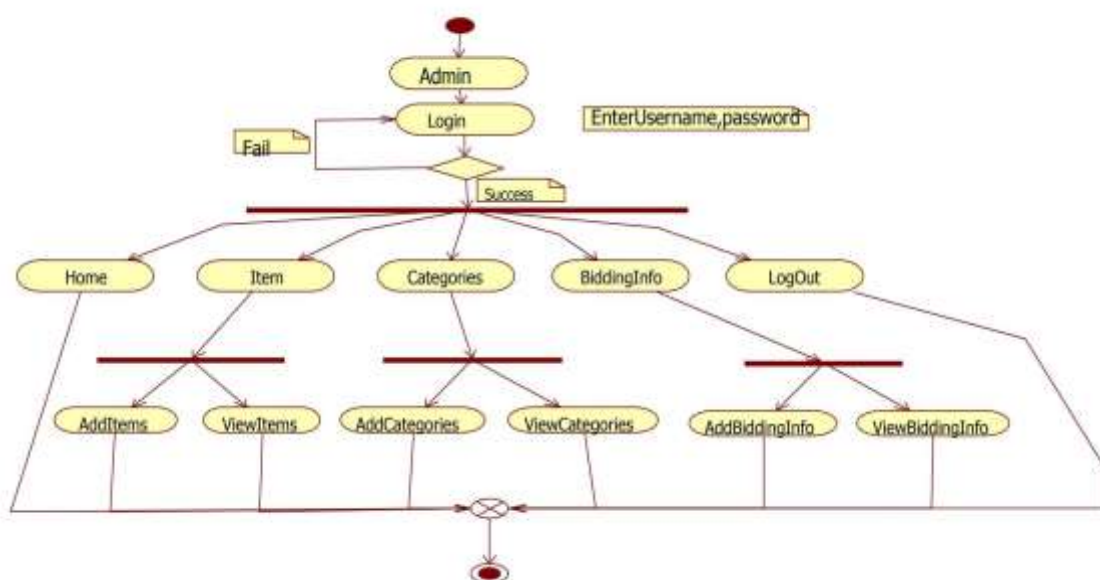 Admin
Login
EnterUsername,password
Fail
Success
Home
Item
Categories
BiddingInfo
LogOut
AddItems
ViewItems
AddCategories
ViewCategories
AddBiddingInfo
ViewBiddingInfo